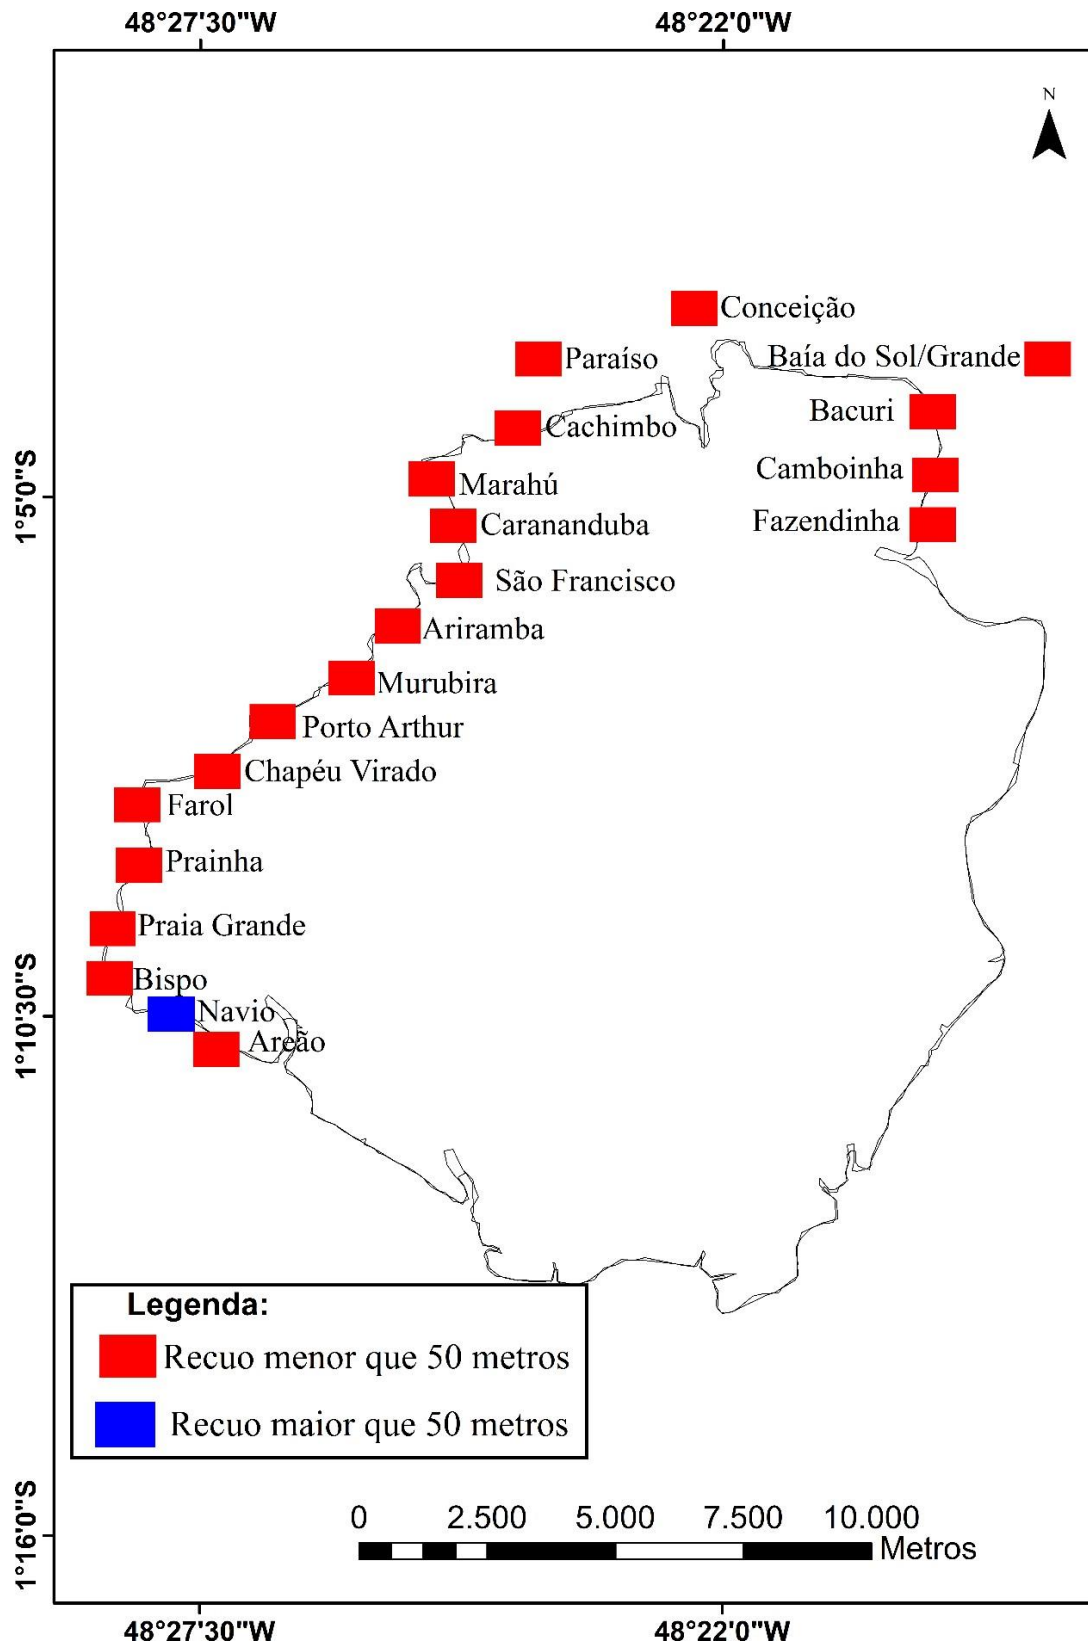 48°27'30"W
48°22'0"W
N
Conceição
Paraíso
Baía do Sol/Grande
Bacuri
Cachimbo
Camboinha
Marahú
1°5'0"S
Carananduba
Fazendinha
São Francisco
Ariramba
Murubira
Porto Arthur
Chapéu Virado
Farol
Prainha
Praia Grande
Bispo
Navio
1°10'30"S
Areão
Legenda:
Recuo menor que 50 metros
Recuo maior que 50 metros
0 2.500 5.000 7.500 10.000
Metros
1°16'0"S
48°27'30"W
48°22'0"W